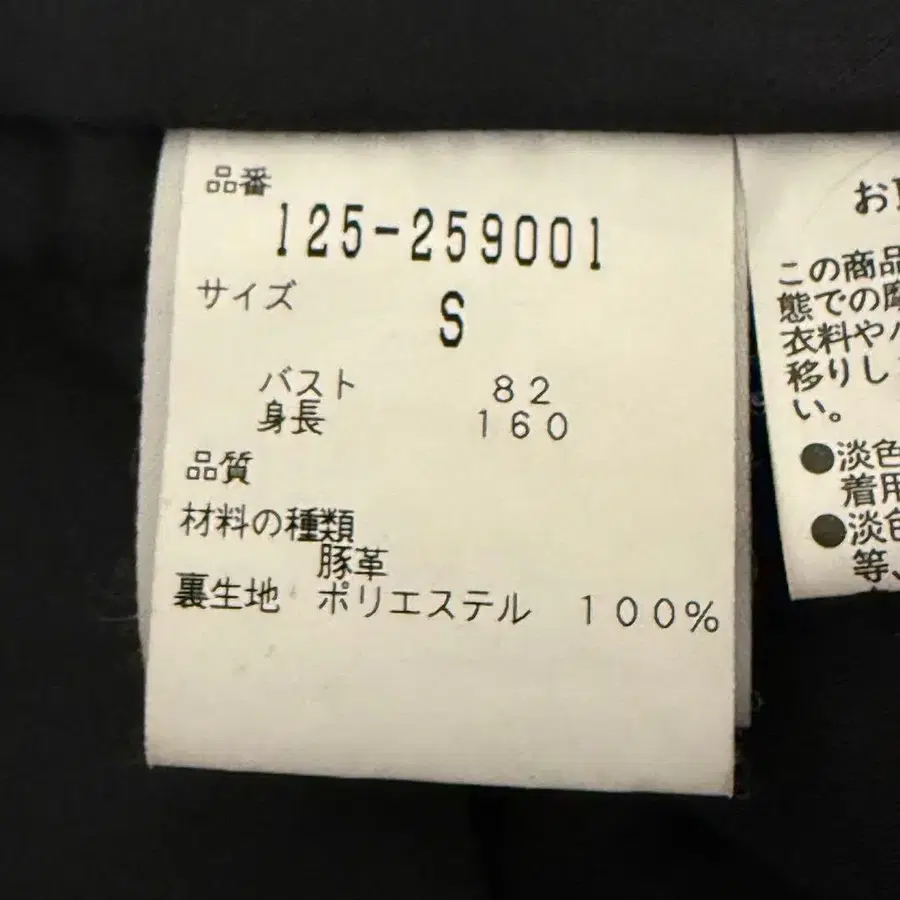 品番
125-259001
サイズ
S
バスト 82
身長 160
品質
材料の種類
豚革
裏生地 ポリエステル 100%
お
この商品
態での
衣料や
移りし
い。
●淡色
着用
●淡色
等、